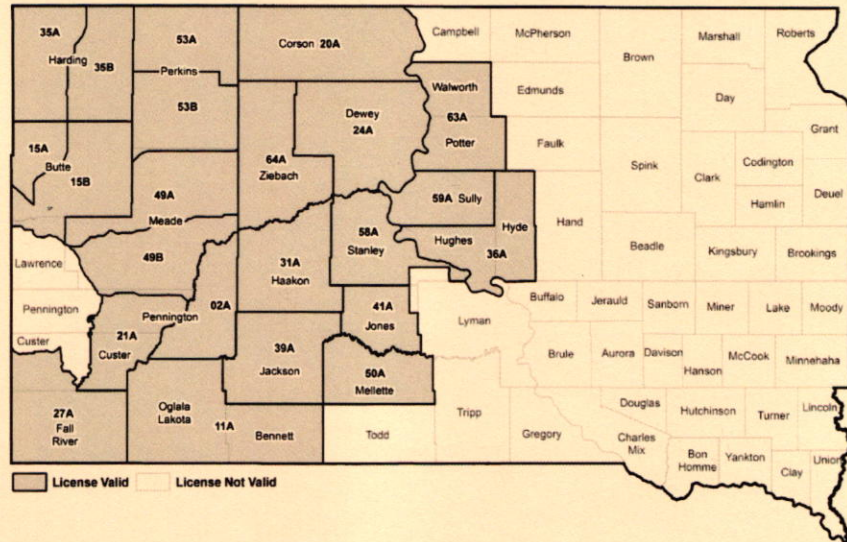 35A
Harding
35B
53A
Perkins
53B
Corson 20A
Campbell
McPherson
Brown
Marshall
Roberts
Walworth
63A
Potter
Edmunds
Day
Dewey
24A
15A
Butte
15B
64A
Ziebach
Faulk
Spink
Clark
Codington
Grant
Hamlin
Deuel
49A
Meade
49B
59A Sully
Hyde
Hughes
36A
Hand
Beadle
Kingsbury
Brookings
58A
Stanley
31A
Haakon
Lawrence
Pennington
Custer
02A
Pennington
21A
Custer
41A
Jones
Lyman
Buffalo
Jerauld
Sanborn
Miner
Lake
Moody
39A
Jackson
50A
Mellette
Brule
Aurora
Davison
Hanson
McCook
Minnehaha
27A
Fall
River
Oglala
Lakota
11A
Bennett
Todd
Tripp
Gregory
Douglas
Charles
Mix
Hutchinson
Turner
Lincoln
Bon
Homme
Yankton
Clay
Union
License Valid
License Not Valid